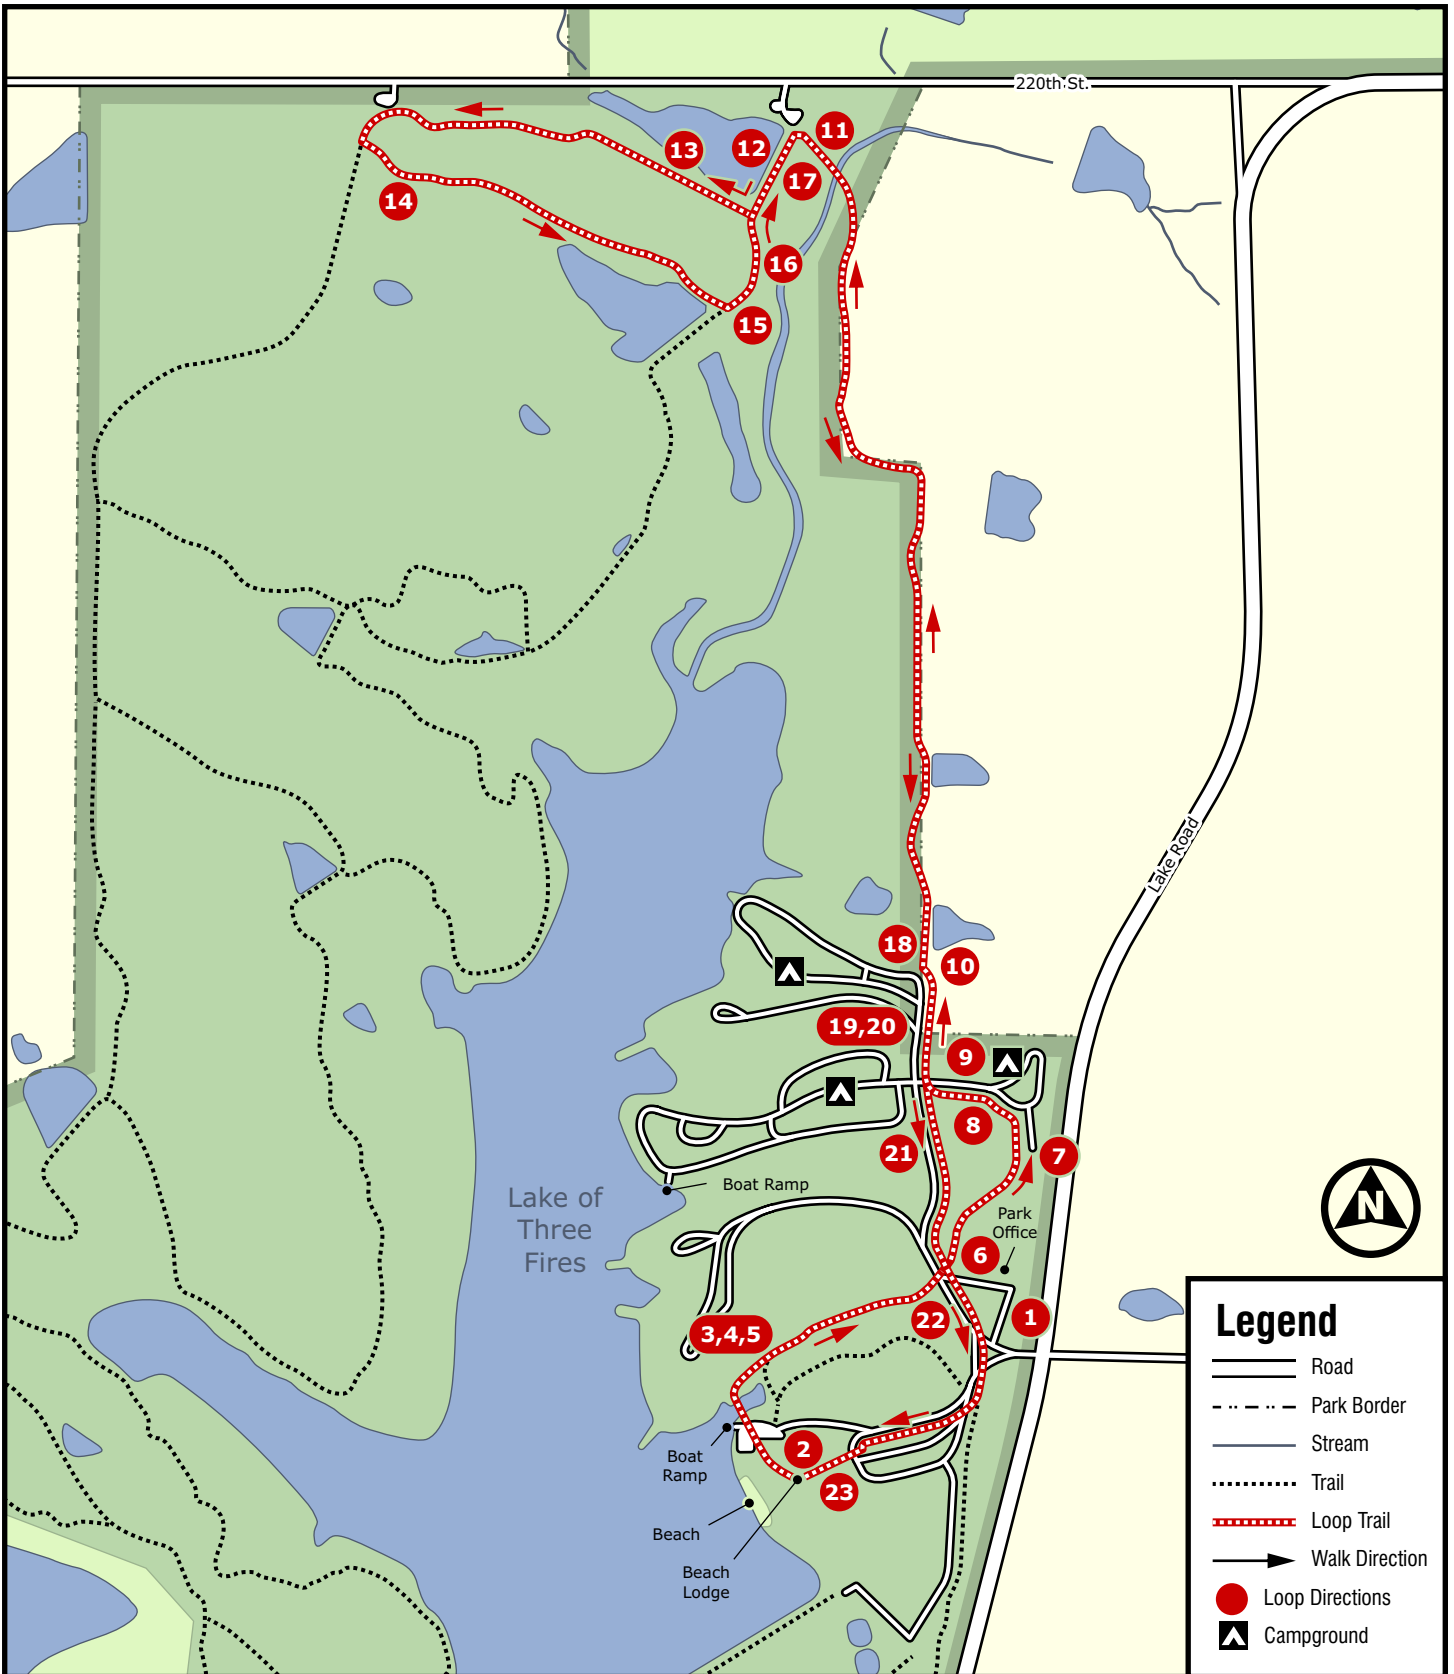 220th St.
11
12
13
17
14
16
15
Lake Road
18
10
19,20
9
8
21
7
Boat Ramp
Lake of
Three
Fires
Park
Office
6
N
1
22
3,4,5
2
Boat
Ramp
23
Beach
Beach
Lodge
Legend
Road
Park Border
Stream
Trail
Loop Trail
Walk Direction
Loop Directions
Campground